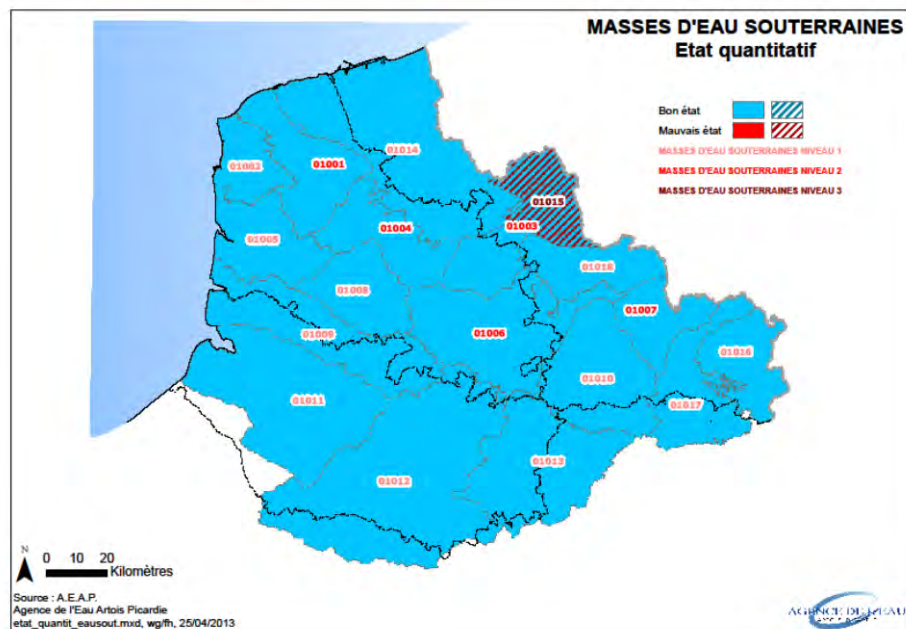 MASSES D'EAU SOUTERRAINES
Etat quantitatif
Bon état
Mauvais état
MASSES D'EAU SOUTERRAINES NIVEAU 1
MASSES D'EAU SOUTERRAINES NIVEAU 2
MASSES D'EAU SOUTERRAINES NIVEAU 3
01014
01002
01001
01015
01003
01004
01005
01018
01008
01007
01009
01006
01016
01010
01011
01017
01013
01012
N
0 10 20
Kilomètres
Source : A.E.A.P.
Agence de l'Eau Artois Picardie
etat_quantit_eausout.mxd, wg/fh, 25/04/2013
AGENCE DE L'EAU